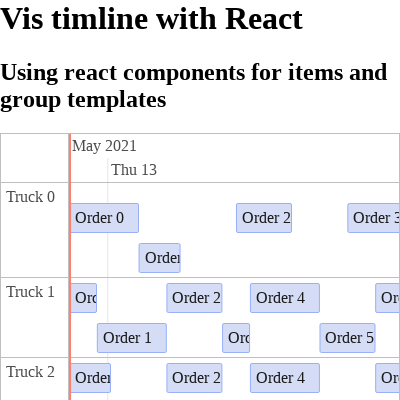 Vis timline with React
Using react components for items and
group templates
May 2021
Thu 13
Truck 0
Order 0
Order 2
Order 3
Order
Truck 1
Or
Order 2
Order 4
Or
Order 1
Or
Order 5
Truck 2
Order
Order 2
Order 4
Or